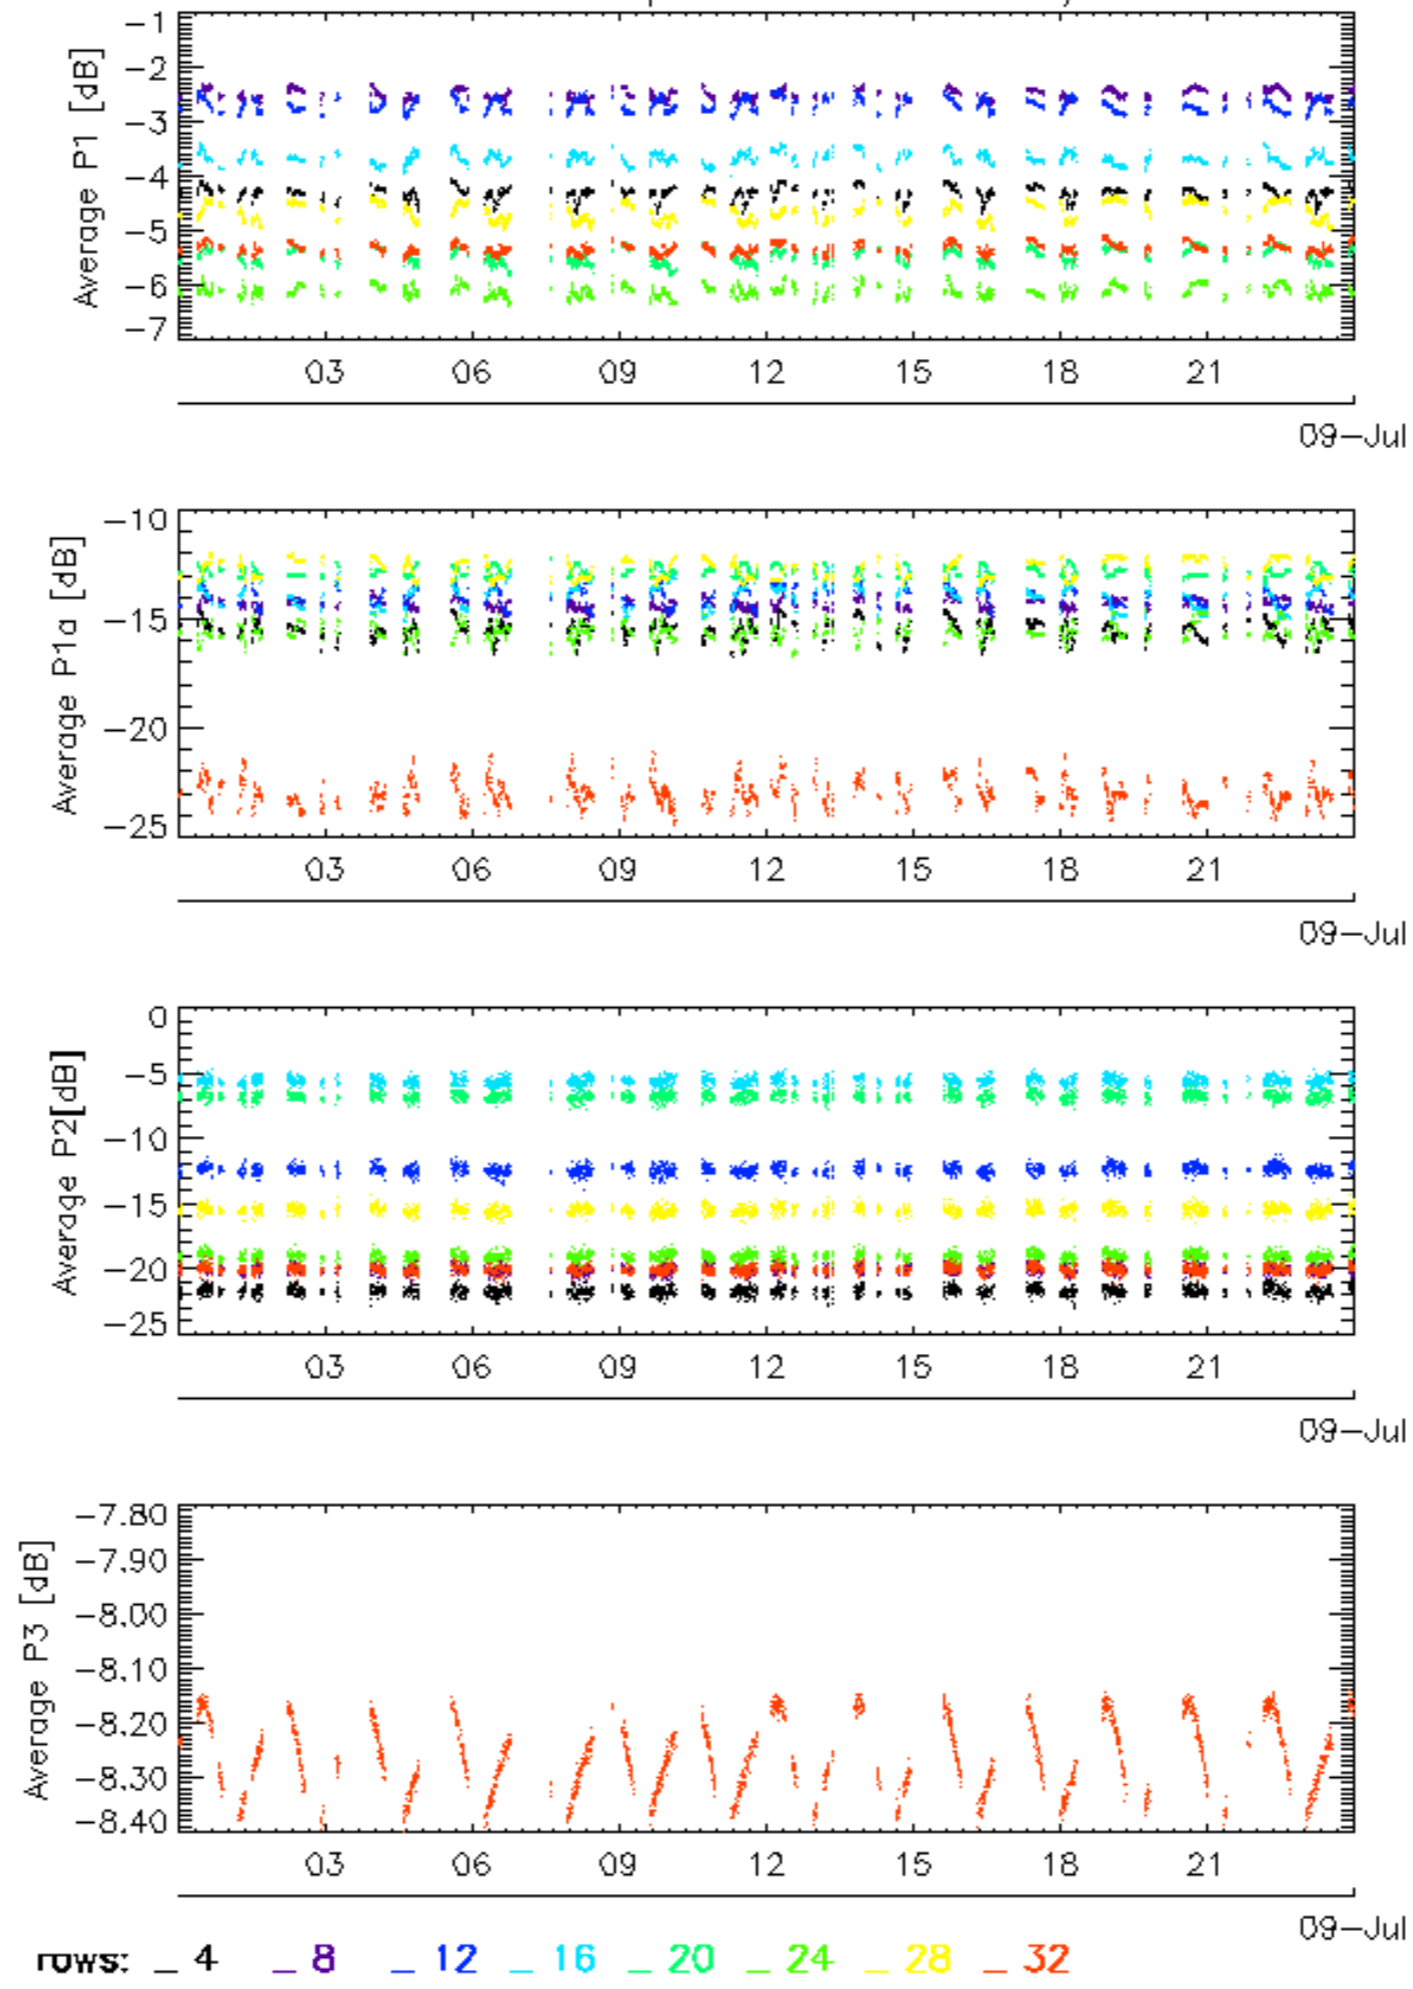 Average P1 [dB]
−1
−2
−3
−4
−5
−6
−7
03 06 09 12 15 18 21
09−Jul
Average P1a [dB]
−10
−15
−20
−25
03 06 09 12 15 18 21
09−Jul
Average P2[dB]
0
−5
−10
−15
−20
−25
03 06 09 12 15 18 21
09−Jul
Average P3 [dB]
−7.80
−7.90
−8.00
−8.10
−8.20
−8.30
−8.40
03 06 09 12 15 18 21
09−Jul
rows: _ 4 _ 8 _ 12 _ 16 _ 20 _ 24 _ 28 _ 32